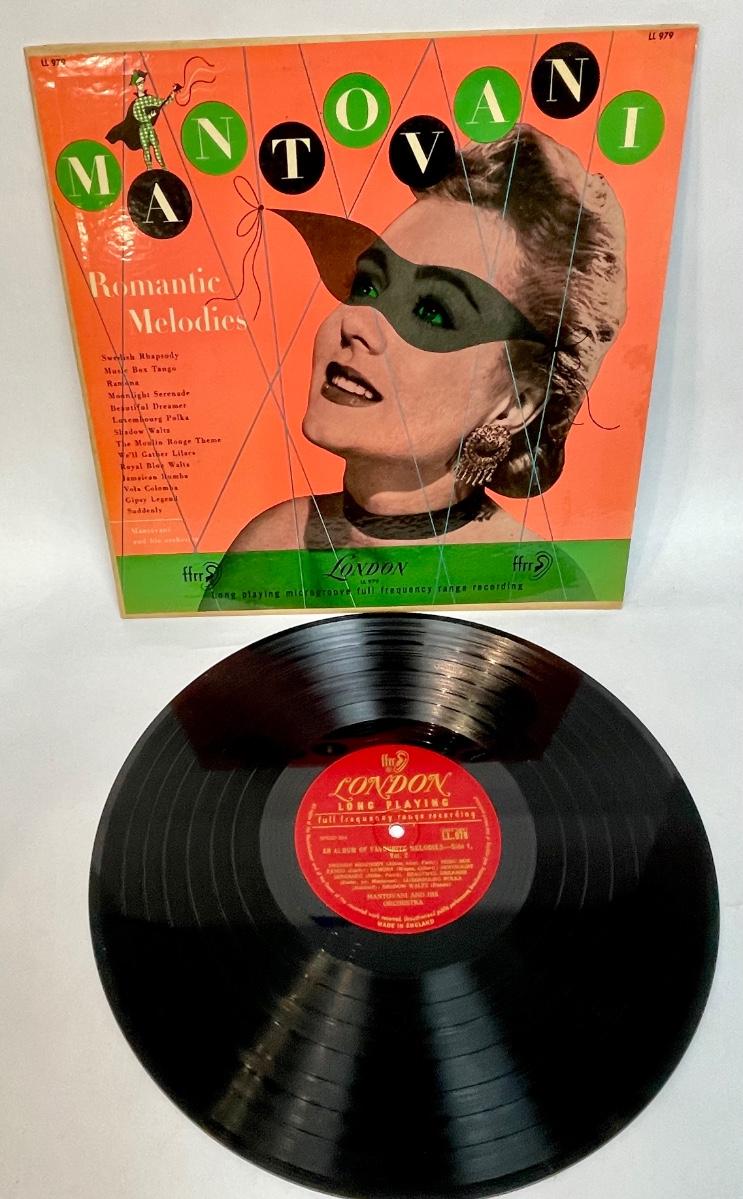 LL 979
LL 979
MANTOVANI
Romantic
Melodies
Swedish Rhapsody
Music Box Tango
Ramona
Moonlight Serenade
Beautiful Dreamer
Luxembourg Polka
Shadow Waltz
The Moulin Rouge Theme
We'll Gather Lilacs
Royal Blue Waltz
Jamaican Rumba
Vola Colomba
Gipsy Legend
Suddenly
Mantovani
and his orchestra
ffrr LONDON ffrr
LL 979
Long playing microgroove full frequency range recording
ffrr
LONDON
LONG PLAYING
full frequency range recording
LL.979
AN ALBUM OF FAVOURITE MELODIES—Side 1,
Vol. 2
MANTOVANI AND HIS
ORCHESTRA
MADE IN ENGLAND